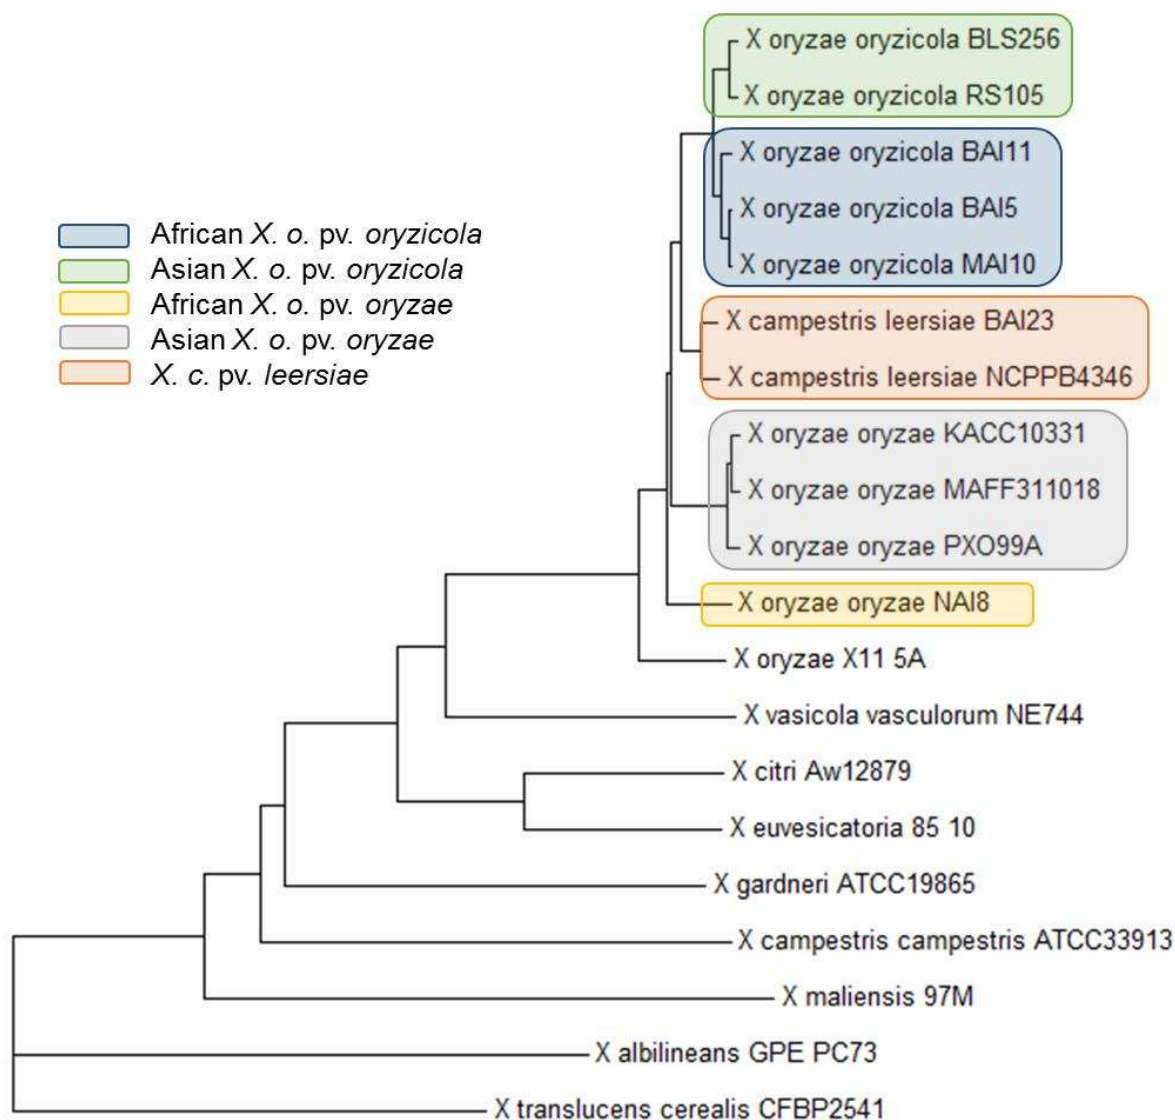 X oryzae oryzicola BLS256
X oryzae oryzicola RS105
X oryzae oryzicola BAI11
X oryzae oryzicola BAI5
X oryzae oryzicola MAI10
X campestris leersiae BAI23
X campestris leersiae NCPPB4346
X oryzae oryzae KACC10331
X oryzae oryzae MAFF311018
X oryzae oryzae PXO99A
X oryzae oryzae NAI8
X oryzae X11 5A
X vasicola vasculorum NE744
X citri Aw12879
X euvesicatoria 85 10
X gardneri ATCC19865
X campestris campestris ATCC33913
X maliensis 97M
X albilineans GPE PC73
X translucens cerealis CFBP2541
African X. o. pv. oryzicola
Asian X. o. pv. oryzicola
African X. o. pv. oryzae
Asian X. o. pv. oryzae
X. c. pv. leersiae